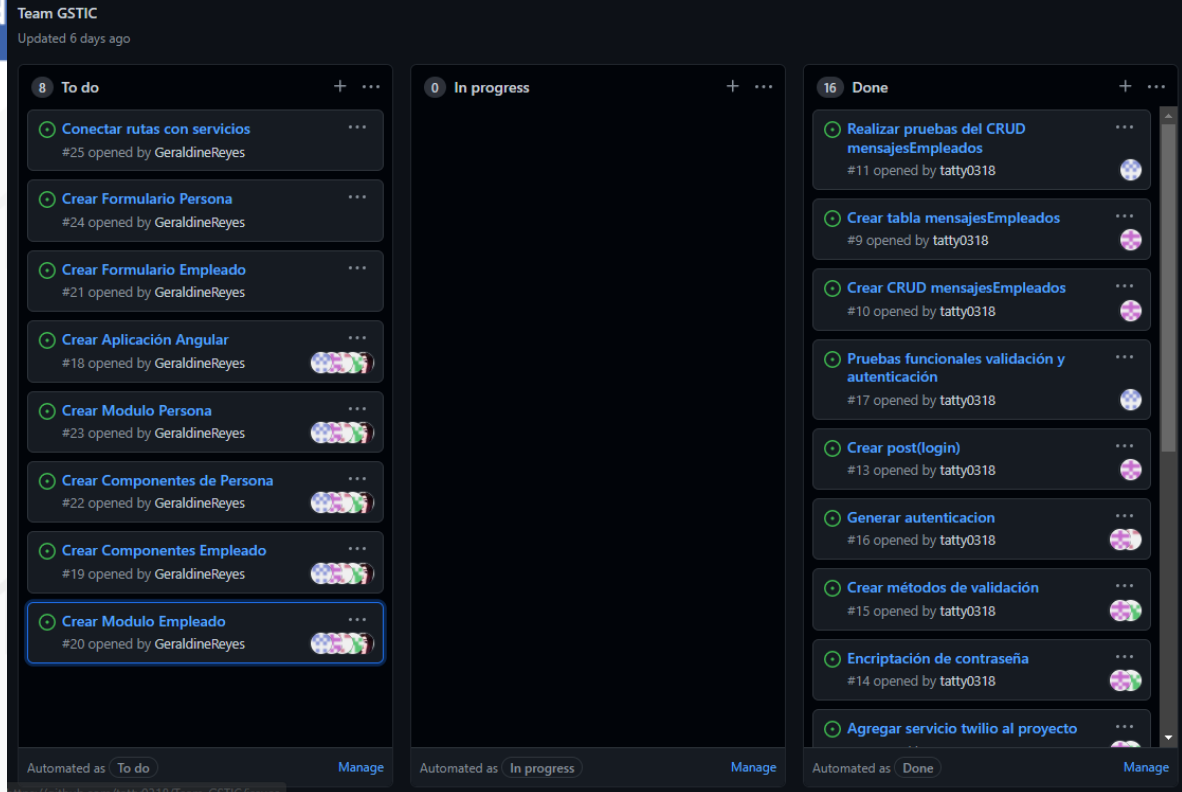 Team GSTIC
Updated 6 days ago
8 To do
Conectar rutas con servicios
#25 opened by GeraldineReyes
Crear Formulario Persona
#24 opened by GeraldineReyes
Crear Formulario Empleado
#21 opened by GeraldineReyes
Crear Aplicación Angular
#18 opened by GeraldineReyes
Crear Modulo Persona
#23 opened by GeraldineReyes
Crear Componentes de Persona
#22 opened by GeraldineReyes
Crear Componentes Empleado
#19 opened by GeraldineReyes
Crear Modulo Empleado
#20 opened by GeraldineReyes
Automated as To do
Manage
0 In progress
Automated as In progress
Manage
16 Done
Realizar pruebas del CRUD
mensajesEmpleados
#11 opened by tatty0318
Crear tabla mensajesEmpleados
#9 opened by tatty0318
Crear CRUD mensajesEmpleados
#10 opened by tatty0318
Pruebas funcionales validación y
autenticación
#17 opened by tatty0318
Crear post(login)
#13 opened by tatty0318
Generar autenticacion
#16 opened by tatty0318
Crear métodos de validación
#15 opened by tatty0318
Encriptación de contraseña
#14 opened by tatty0318
Agregar servicio twilio al proyecto
Automated as Done
Manage